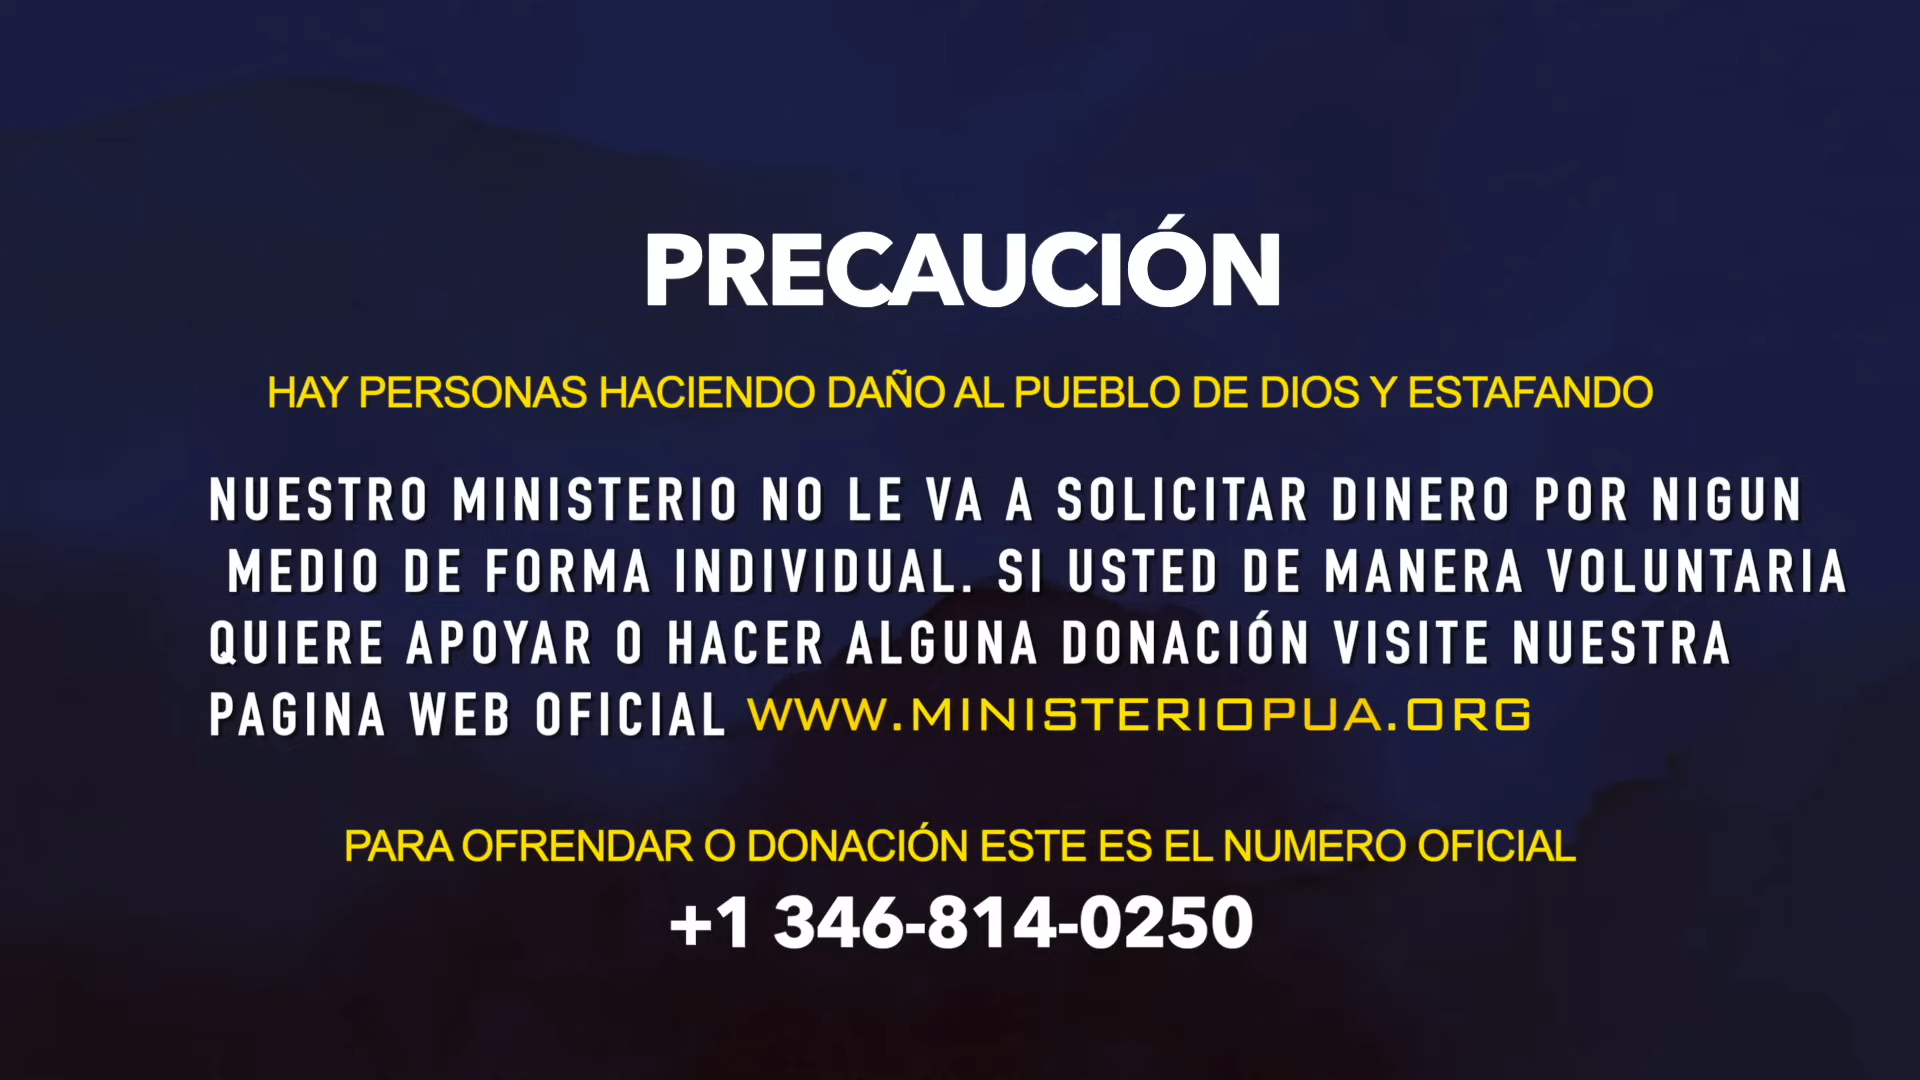 PRECAUCIÓN
HAY PERSONAS HACIENDO DAÑO AL PUEBLO DE DIOS Y ESTAFANDO
NUESTRO MINISTERIO NO LE VA A SOLICITAR DINERO POR NIGUN
MEDIO DE FORMA INDIVIDUAL. SI USTED DE MANERA VOLUNTARIA
QUIERE APOYAR O HACER ALGUNA DONACIÓN VISITE NUESTRA
PAGINA WEB OFICIAL WWW.MINISTERIOPUA.ORG
PARA OFRENDAR O DONACIÓN ESTE ES EL NUMERO OFICIAL
+1 346-814-0250